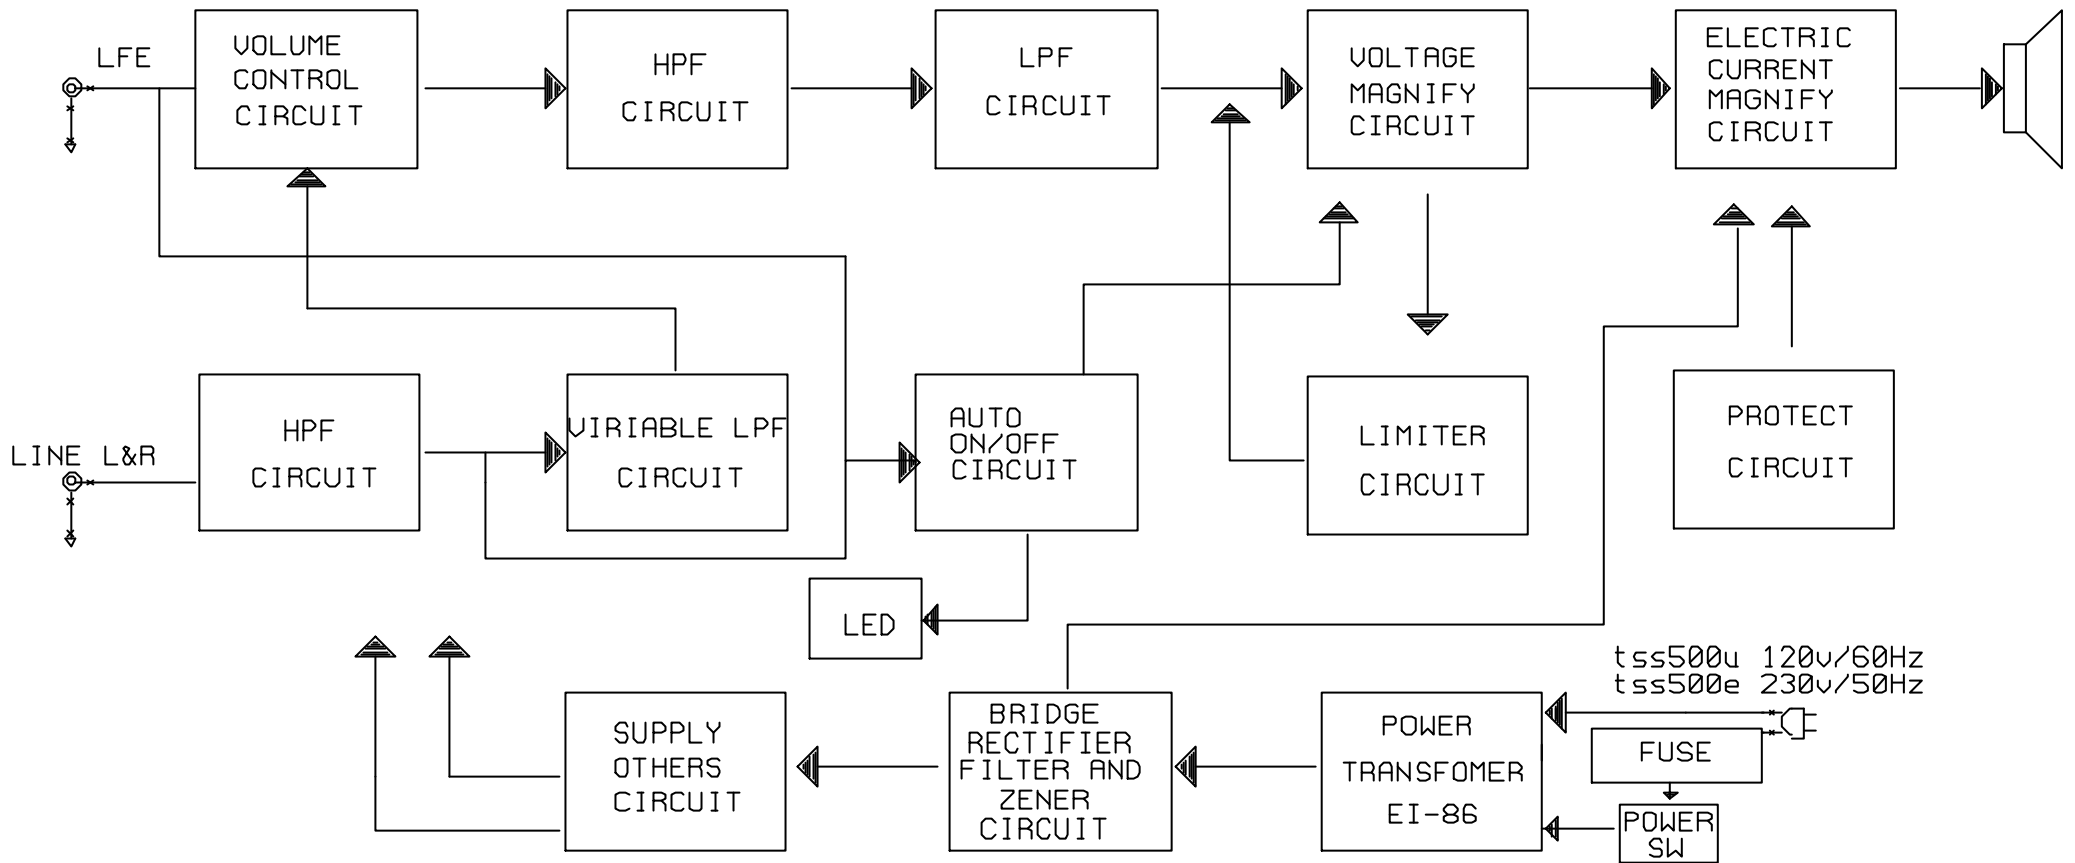 LFE
VOLUME
CONTROL
CIRCUIT
HPF
CIRCUIT
LPF
CIRCUIT
VOLTAGE
MAGNIFY
CIRCUIT
ELECTRIC
CURRENT
MAGNIFY
CIRCUIT
LINE L&R
HPF
CIRCUIT
VIRIABLE LPF
CIRCUIT
AUTO
ON/OFF
CIRCUIT
LIMITER
CIRCUIT
PROTECT
CIRCUIT
LED
tss500u 120v/60Hz
tss500e 230v/50Hz
SUPPLY
OTHERS
CIRCUIT
BRIDGE
RECTIFIER
FILTER AND
ZENER
CIRCUIT
POWER
TRANSFOMER
EI-86
FUSE
POWER
SW